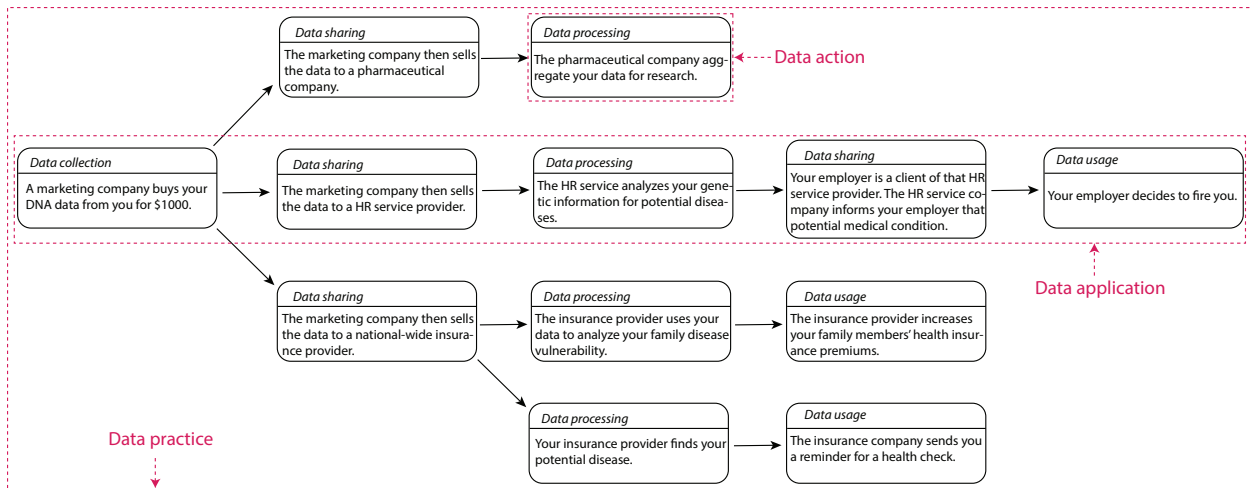 Data sharing
The marketing company then sells
the data to a pharmaceutical
company.
Data processing
The pharmaceutical company agg-
regate your data for research.
Data action
Data collection
A marketing company buys your
DNA data from you for $1000.
Data sharing
The marketing company then sells
the data to a HR service provider.
Data processing
The HR service analyzes your gene-
tic information for potential disea-
ses.
Data sharing
Your employer is a client of that HR
service provider. The HR service co-
mpany informs your employer that
potential medical condition.
Data usage
Your employer decides to fire you.
Data application
Data sharing
The marketing company then sells
the data to a national-wide insura-
nce provider.
Data processing
The insurance provider uses your
data to analyze your family disease
vulnerability.
Data usage
The insurance provider increases
your family members’ health insur-
ance premiums.
Data processing
Your insurance provider finds your
potential disease.
Data usage
The insurance company sends you
a reminder for a health check.
Data practice